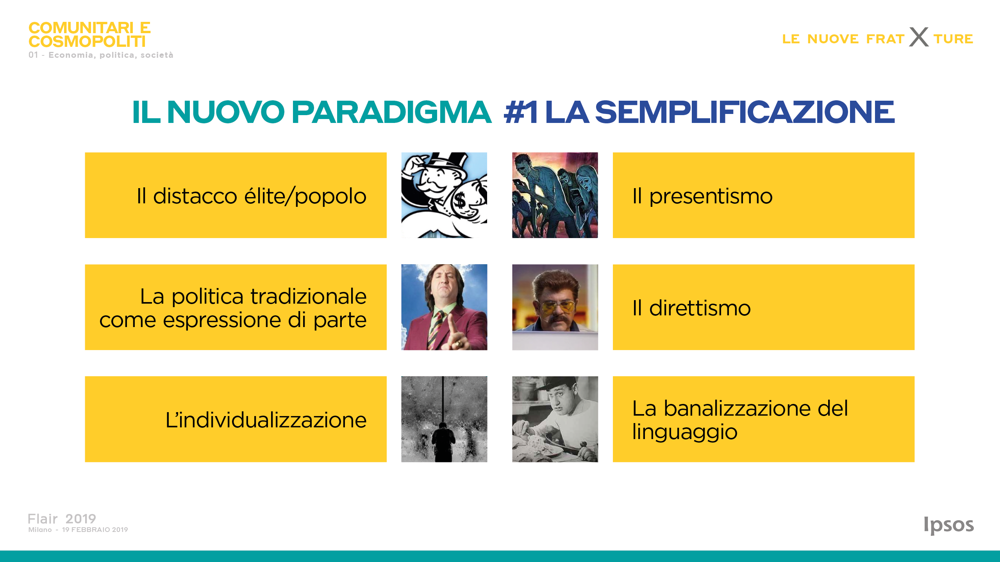 COMUNITARI E
COSMOPOLITI
01 - Economia, politica, società
LE NUOVE FRAT X TURE
IL NUOVO PARADIGMA #1 LA SEMPLIFICAZIONE
Il distacco élite/popolo
$
Il presentismo
La politica tradizionale
come espressione di parte
Il direttismo
L’individualizzazione
La banalizzazione del
linguaggio
Flair 2019
Milano - 19 FEBBRAIO 2019
Ipsos